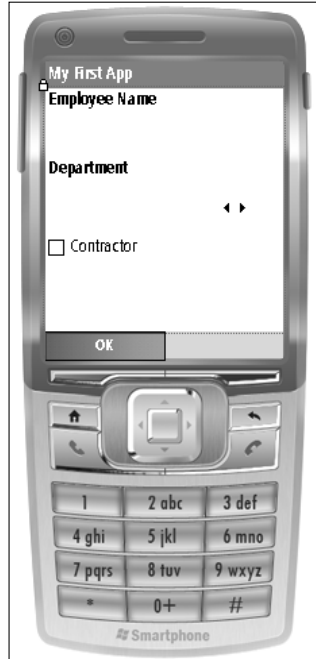 My First App
Employee Name
Department
Contractor
OK
1 2 abc 3 def
4 ghi 5 jkl 6 mno
7 pqrs 8 tuv 9 wxyz
* 0+ #
Smartphone